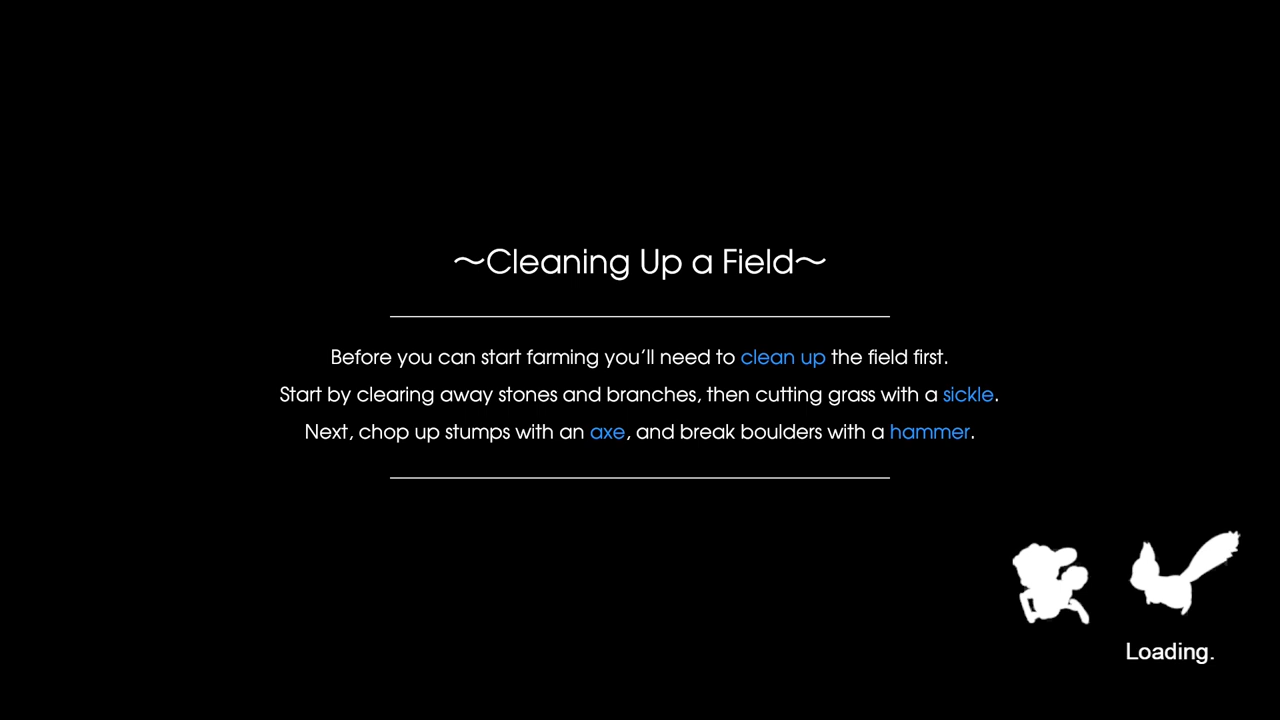 ～Cleaning Up a Field～
Before you can start farming you'll need to clean up the field first.
Start by clearing away stones and branches, then cutting grass with a sickle.
Next, chop up stumps with an axe, and break boulders with a hammer.
Loading.